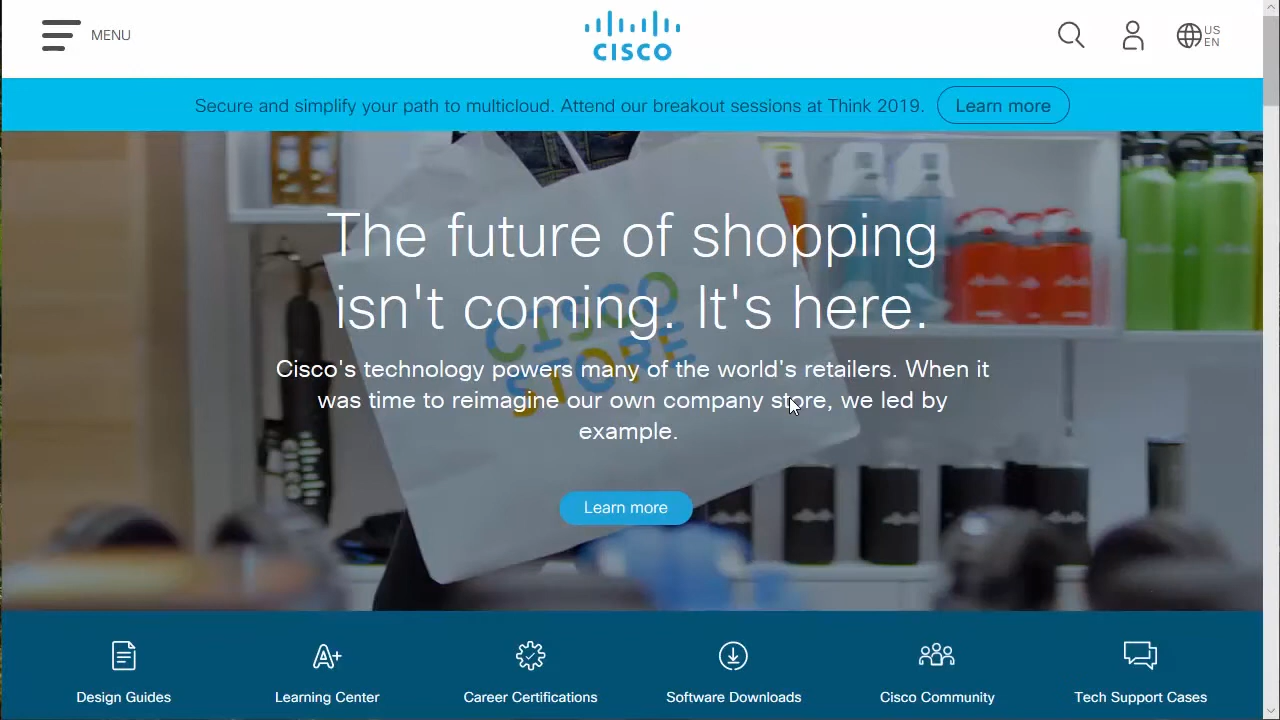 MENU
CISCO
US
EN
Secure and simplify your path to multicloud. Attend our breakout sessions at Think 2019.
Learn more
The future of shopping
isn't coming. It's here.
CISCO
STORE
Cisco's technology powers many of the world's retailers. When it
was time to reimagine our own company store, we led by
example.
Learn more
Design Guides
Learning Center
Career Certifications
Software Downloads
Cisco Community
Tech Support Cases